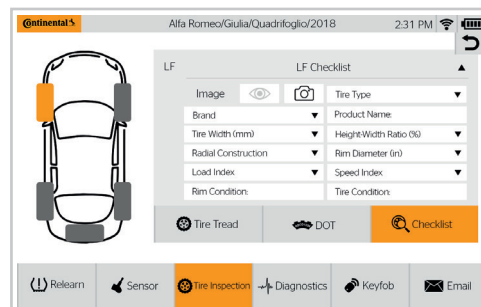 Continental
Alfa Romeo/Giulia/Quadrifoglio/2018 2:31 PM
LF LF Checklist
Image Tire Type
Brand Product Name:
Tire Width (mm) Height-Width Ratio (%)
Radial Construction Rim Diameter (in)
Load Index Speed Index
Rim Condition: Tire Condition:
Tire Tread DOT Checklist
Relearn Sensor Tire Inspection Diagnostics Keyfob Email